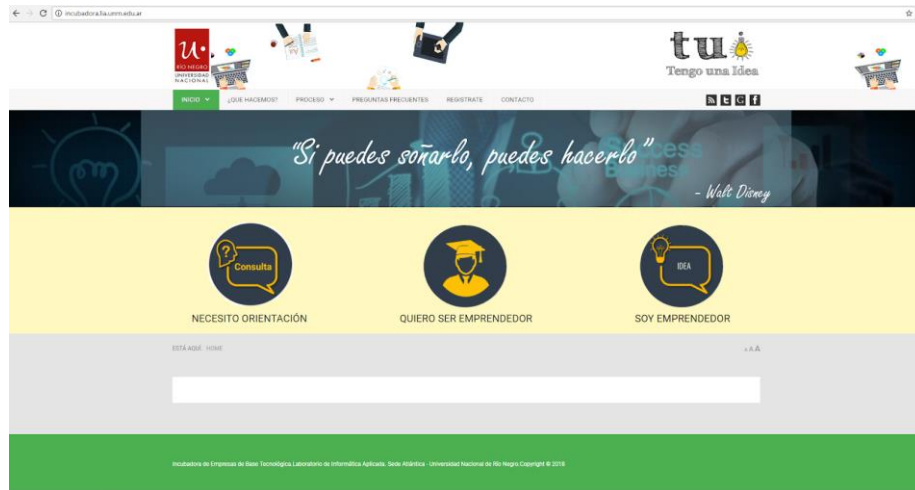 incubadora.lia.unrn.edu.ar
u.
RÍO NEGRO
UNIVERSIDAD
NACIONAL
tui
Tengo una Idea
INICIO
¿QUE HACEMOS?
PROCESO
PREGUNTAS FRECUENTES
REGISTRATE
CONTACTO
"Si puedes soñarlo, puedes hacerlo"
- Walt Disney
Success
Business
Consulta
IDEA
NECESITO ORIENTACIÓN
QUIERO SER EMPRENDEDOR
SOY EMPRENDEDOR
ESTÁ AQUÍ: HOME
A A A
Incubadora de Empresas de Base Tecnológica.Laboratorio de Informática Aplicada. Sede Atlántica - Universidad Nacional de Río Negro.Copyright © 2018